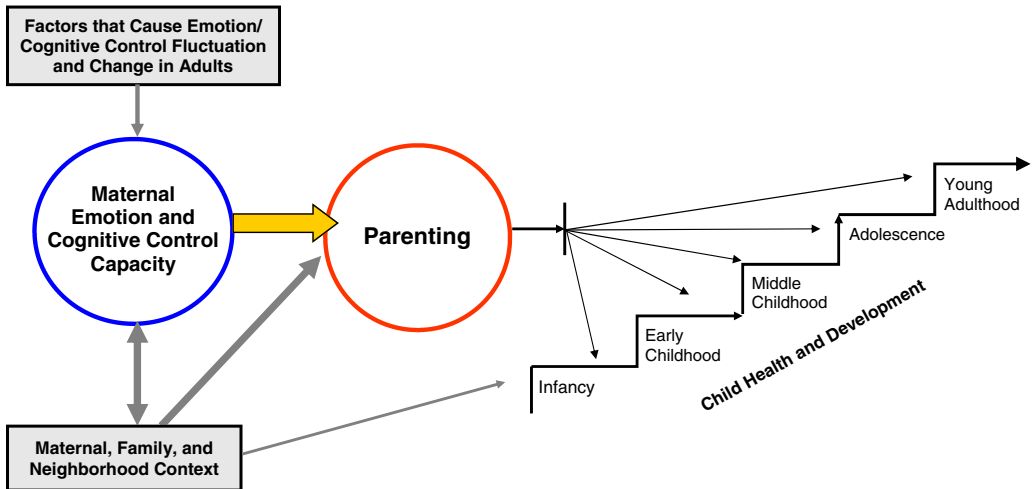 Factors that Cause Emotion/
Cognitive Control Fluctuation
and Change in Adults
Maternal
Emotion and
Cognitive Control
Capacity
Parenting
Young
Adulthood
Adolescence
Middle
Childhood
Early
Childhood
Infancy
Child Health and Development
Maternal, Family, and
Neighborhood Context